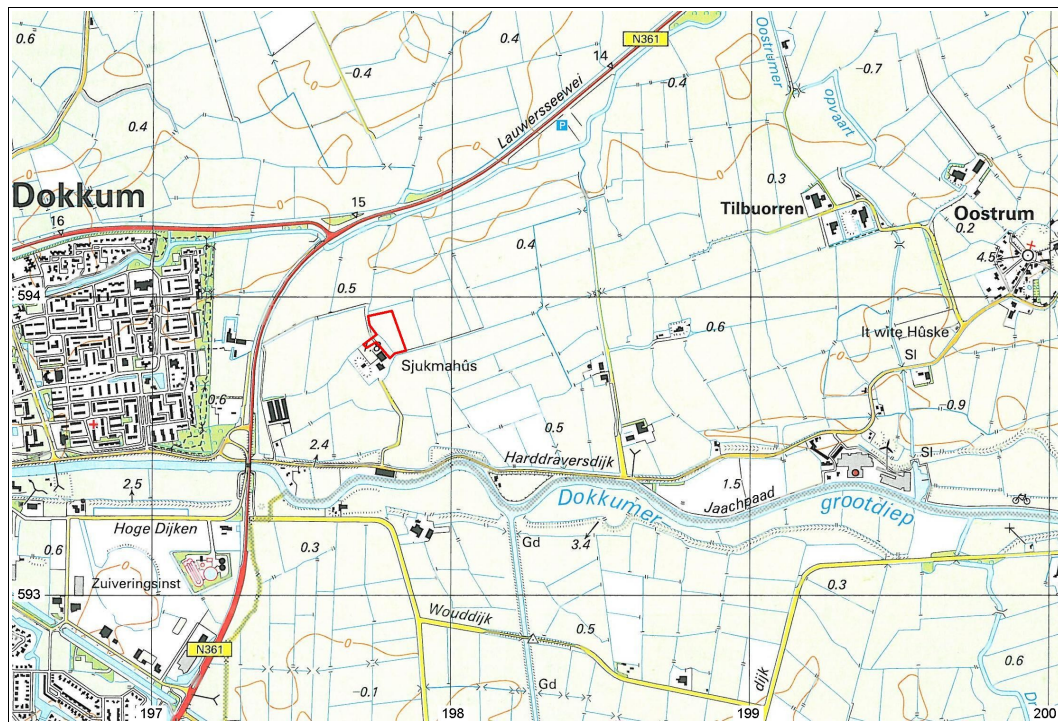 0.6
-0.4
0.4
0.4
N361
14
Oostrumer
opvaart
-0.7
Lauwersseewei
P
Dokkum
16
15
0.3
Tilbuorren
Oostrum
0.2
4.5
0.4
594
0.5
Sjukmahûs
0.6
It wite Hûske
Sl
0.6
0.9
2.4
0.5
Harddraversdijk
Sl
2.5
1.5
Jaachpaad
Dokkumer
grootdiep
Hoge Dijken
Gd
3.4
0.6
0.3
Zuiveringsinst
593
0.3
J
Wouddijk
0.5
N361
0.6
-0.1
Gd
dijk
Dr
197
198
199
200